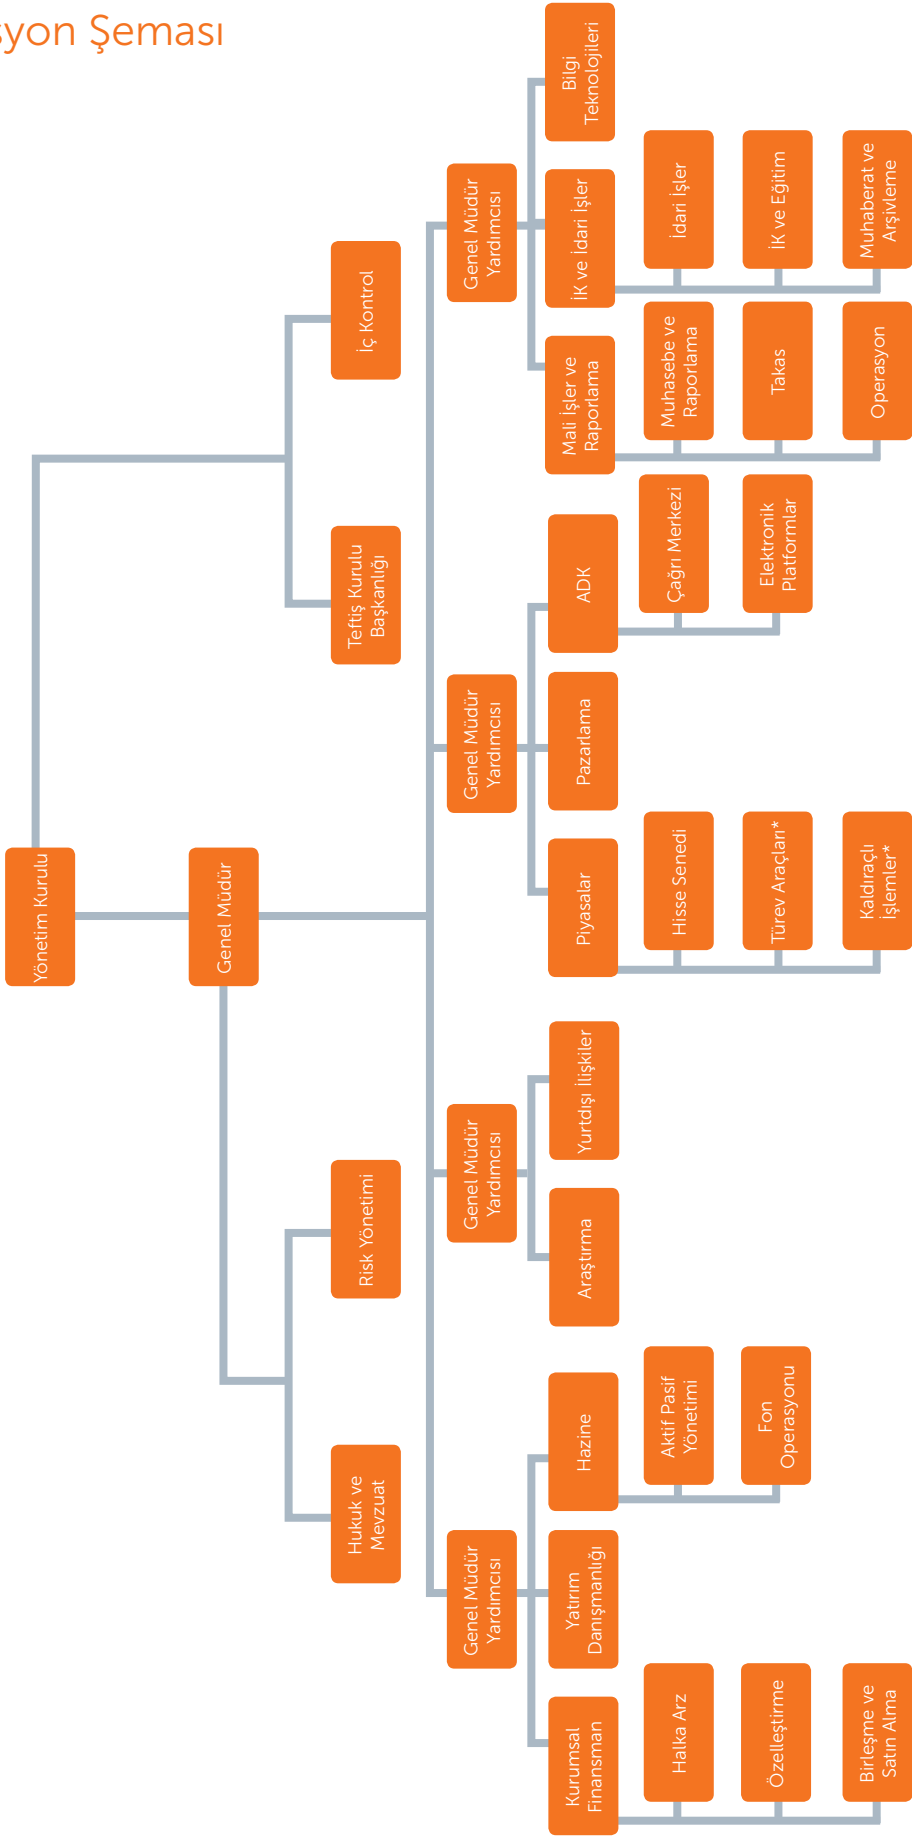 syon Şeması
Yönetim Kurulu
Genel Müdür
Hukuk ve
Mevzuat
Risk Yönetimi
Teftiş Kurulu
Başkanlığı
İç Kontrol
Genel Müdür
Yardımcısı
Genel Müdür
Yardımcısı
Genel Müdür
Yardımcısı
Genel Müdür
Yardımcısı
Kurumsal
Finansman
Yatırım
Danışmanlığı
Hazine
Araştırma
Yurtdışı İlişkiler
Piyasalar
Pazarlama
ADK
Mali İşler ve
Raporlama
İK ve İdari İşler
Bilgi
Teknolojileri
Halka Arz
Aktif Pasif
Yönetimi
Hisse Senedi
Çağrı Merkezi
Muhasebe ve
Raporlama
İdari İşler
Özelleştirme
Fon
Operasyonu
Türev Araçları*
Elektronik
Platformlar
Takas
İK ve Eğitim
Birleşme ve
Satın Alma
Kaldıraçlı
İşlemler*
Operasyon
Muhaberat ve
Arşivleme